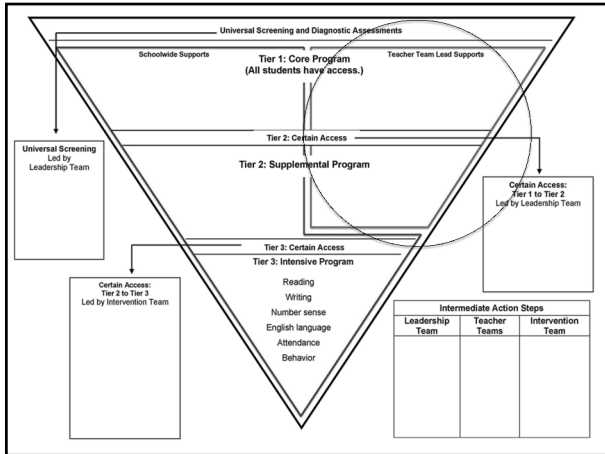 Universal Screening and Diagnostic Assessments
Schoolwide Supports
Teacher Team Lead Supports
Tier 1: Core Program
(All students have access.)
Tier 2: Certain Access
Tier 2: Supplemental Program
Universal Screening
Led by
Leadership Team
Certain Access:
Tier 1 to Tier 2
Led by Leadership Team
Tier 3: Certain Access
Tier 3: Intensive Program
Reading
Writing
Number sense
English language
Attendance
Behavior
Certain Access:
Tier 2 to Tier 3
Led by Intervention Team
Intermediate Action Steps
Leadership Team
Teacher Teams
Intervention Team